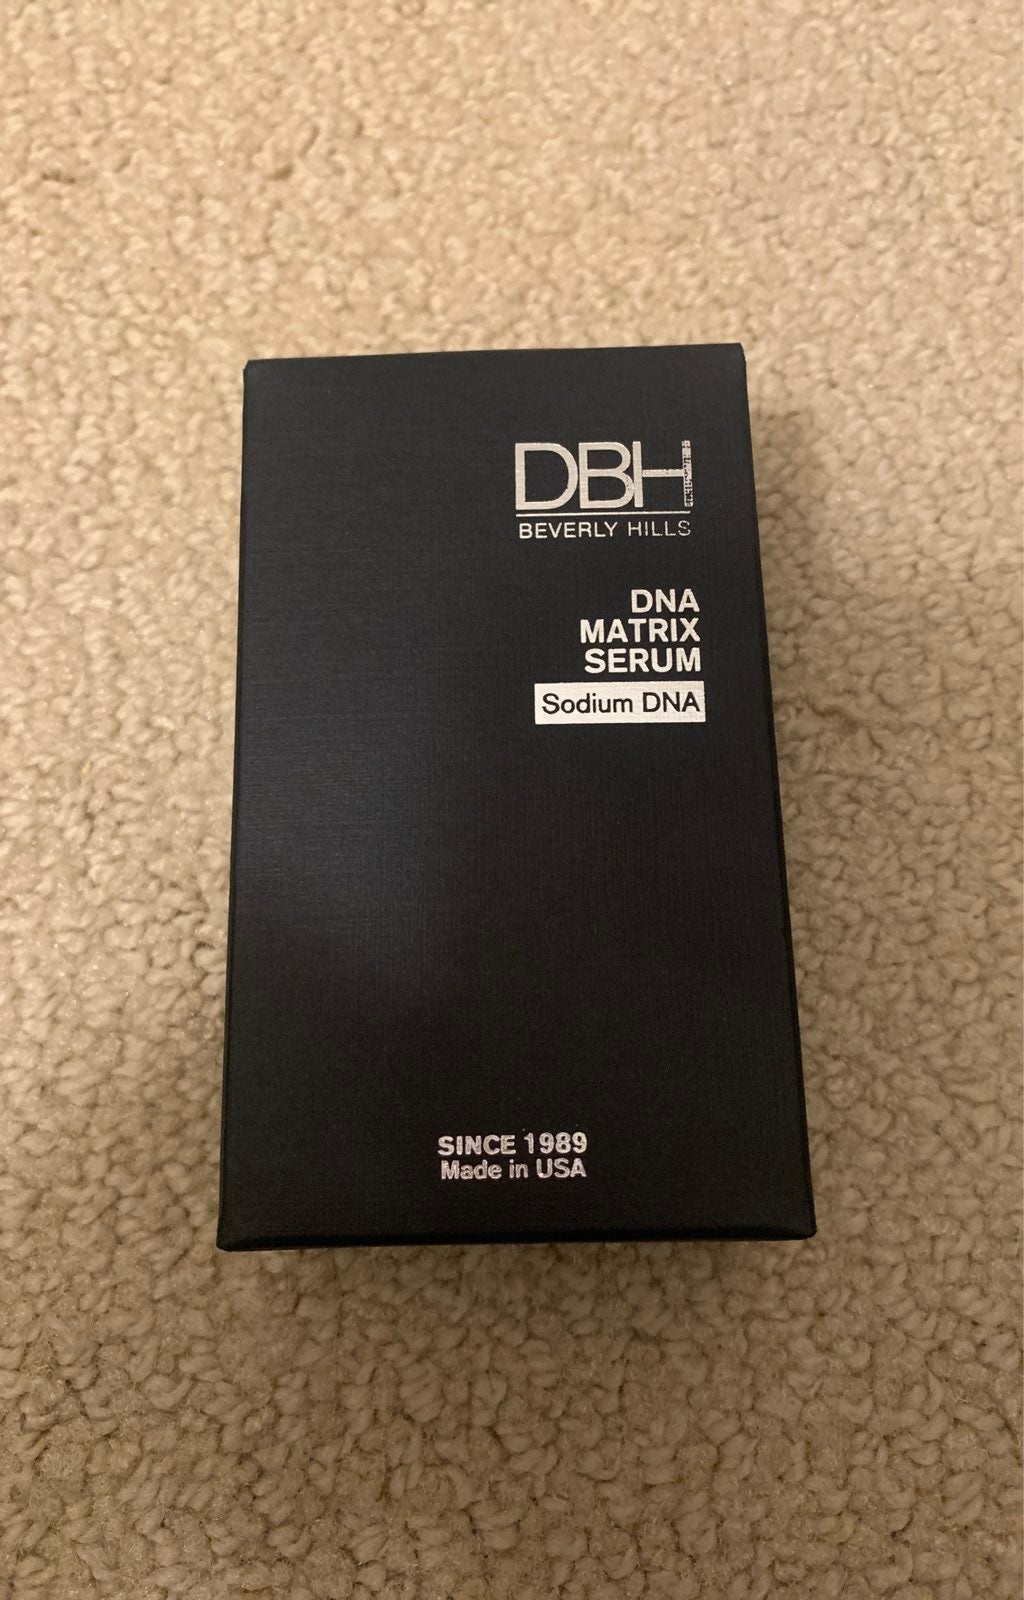 DBH
BEVERLY HILLS
DNA
MATRIX
SERUM
Sodium DNA
SINCE 1989
Made in USA